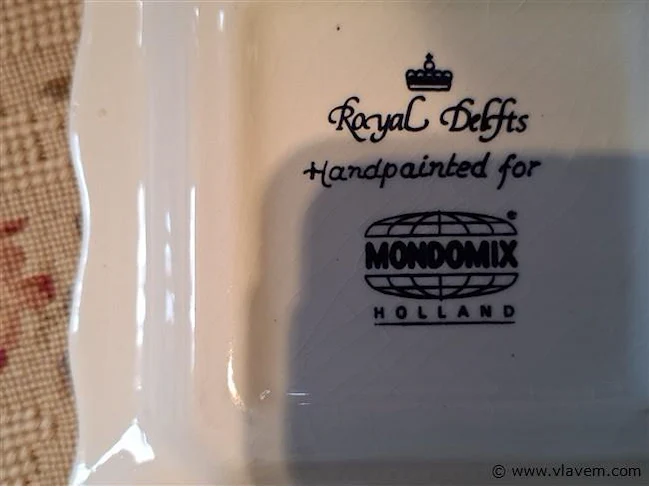 Royal Delfts
Handpainted for
MONDOMIX
HOLLAND
© www.vlavem.com